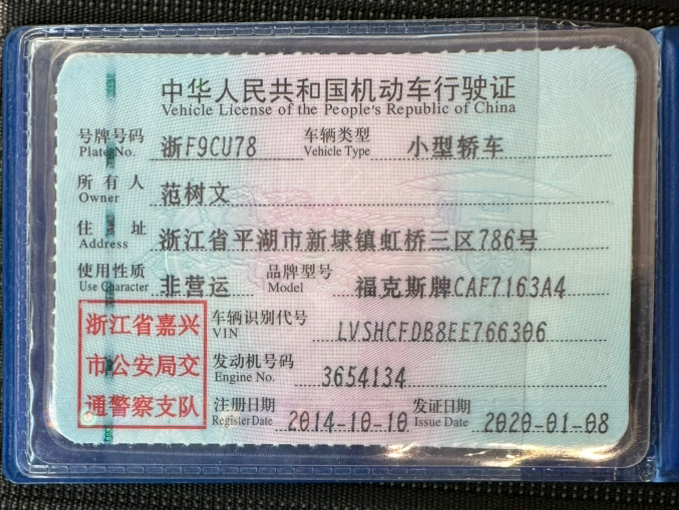 中华人民共和国机动车行驶证
Vehicle License of the People's Republic of China
号牌号码 浙F9CU78 车辆类型 小型轿车
Plate No. Vehicle Type
所有人 范树文
Owner
住址 浙江省平湖市新埭镇虹桥三区786号
Address
使用性质 非营运 品牌型号 福克斯牌CAF7163A4
Use Character Model
浙江省嘉兴
市公安局交
通警察支队
车辆识别代号 LVSHCFDB8EE766306
VIN
发动机号码 3654134
Engine No.
注册日期 2014-10-10 发证日期 2020-01-08
Register Date Issue Date